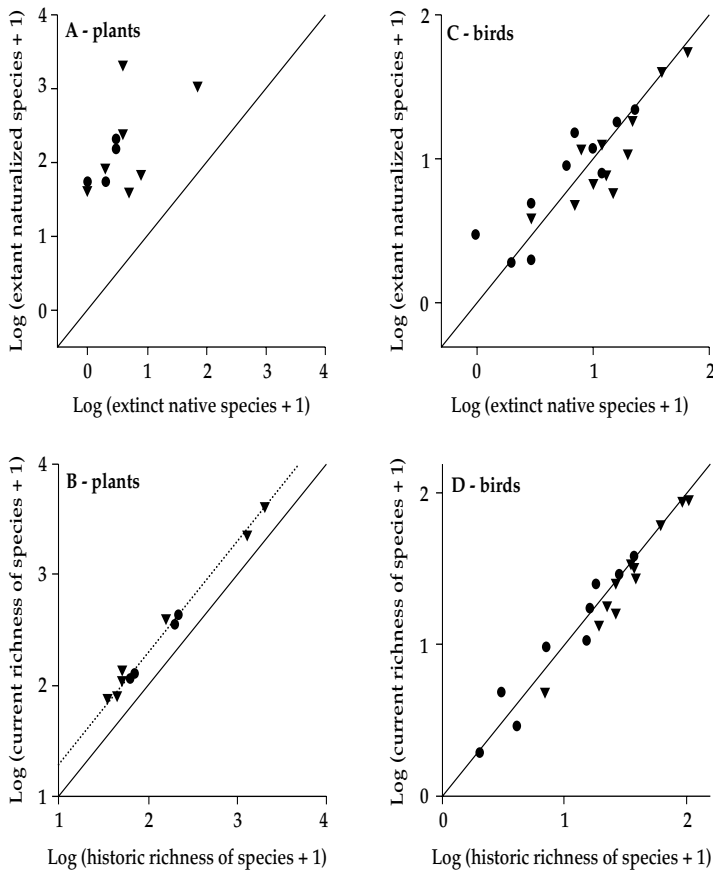 A - plants
Log (extant naturalized species + 1)
4
3
2
1
0
0 1 2 3 4
Log (extinct native species + 1)
C - birds
Log (extant naturalized species + 1)
2
1
0
0 1 2
Log (extinct native species + 1)
B - plants
Log (current richness of species + 1)
4
3
2
1
1 2 3 4
Log (historic richness of species + 1)
D - birds
Log (current richness of species + 1)
2
1
0
0 1 2
Log (historic richness of species + 1)